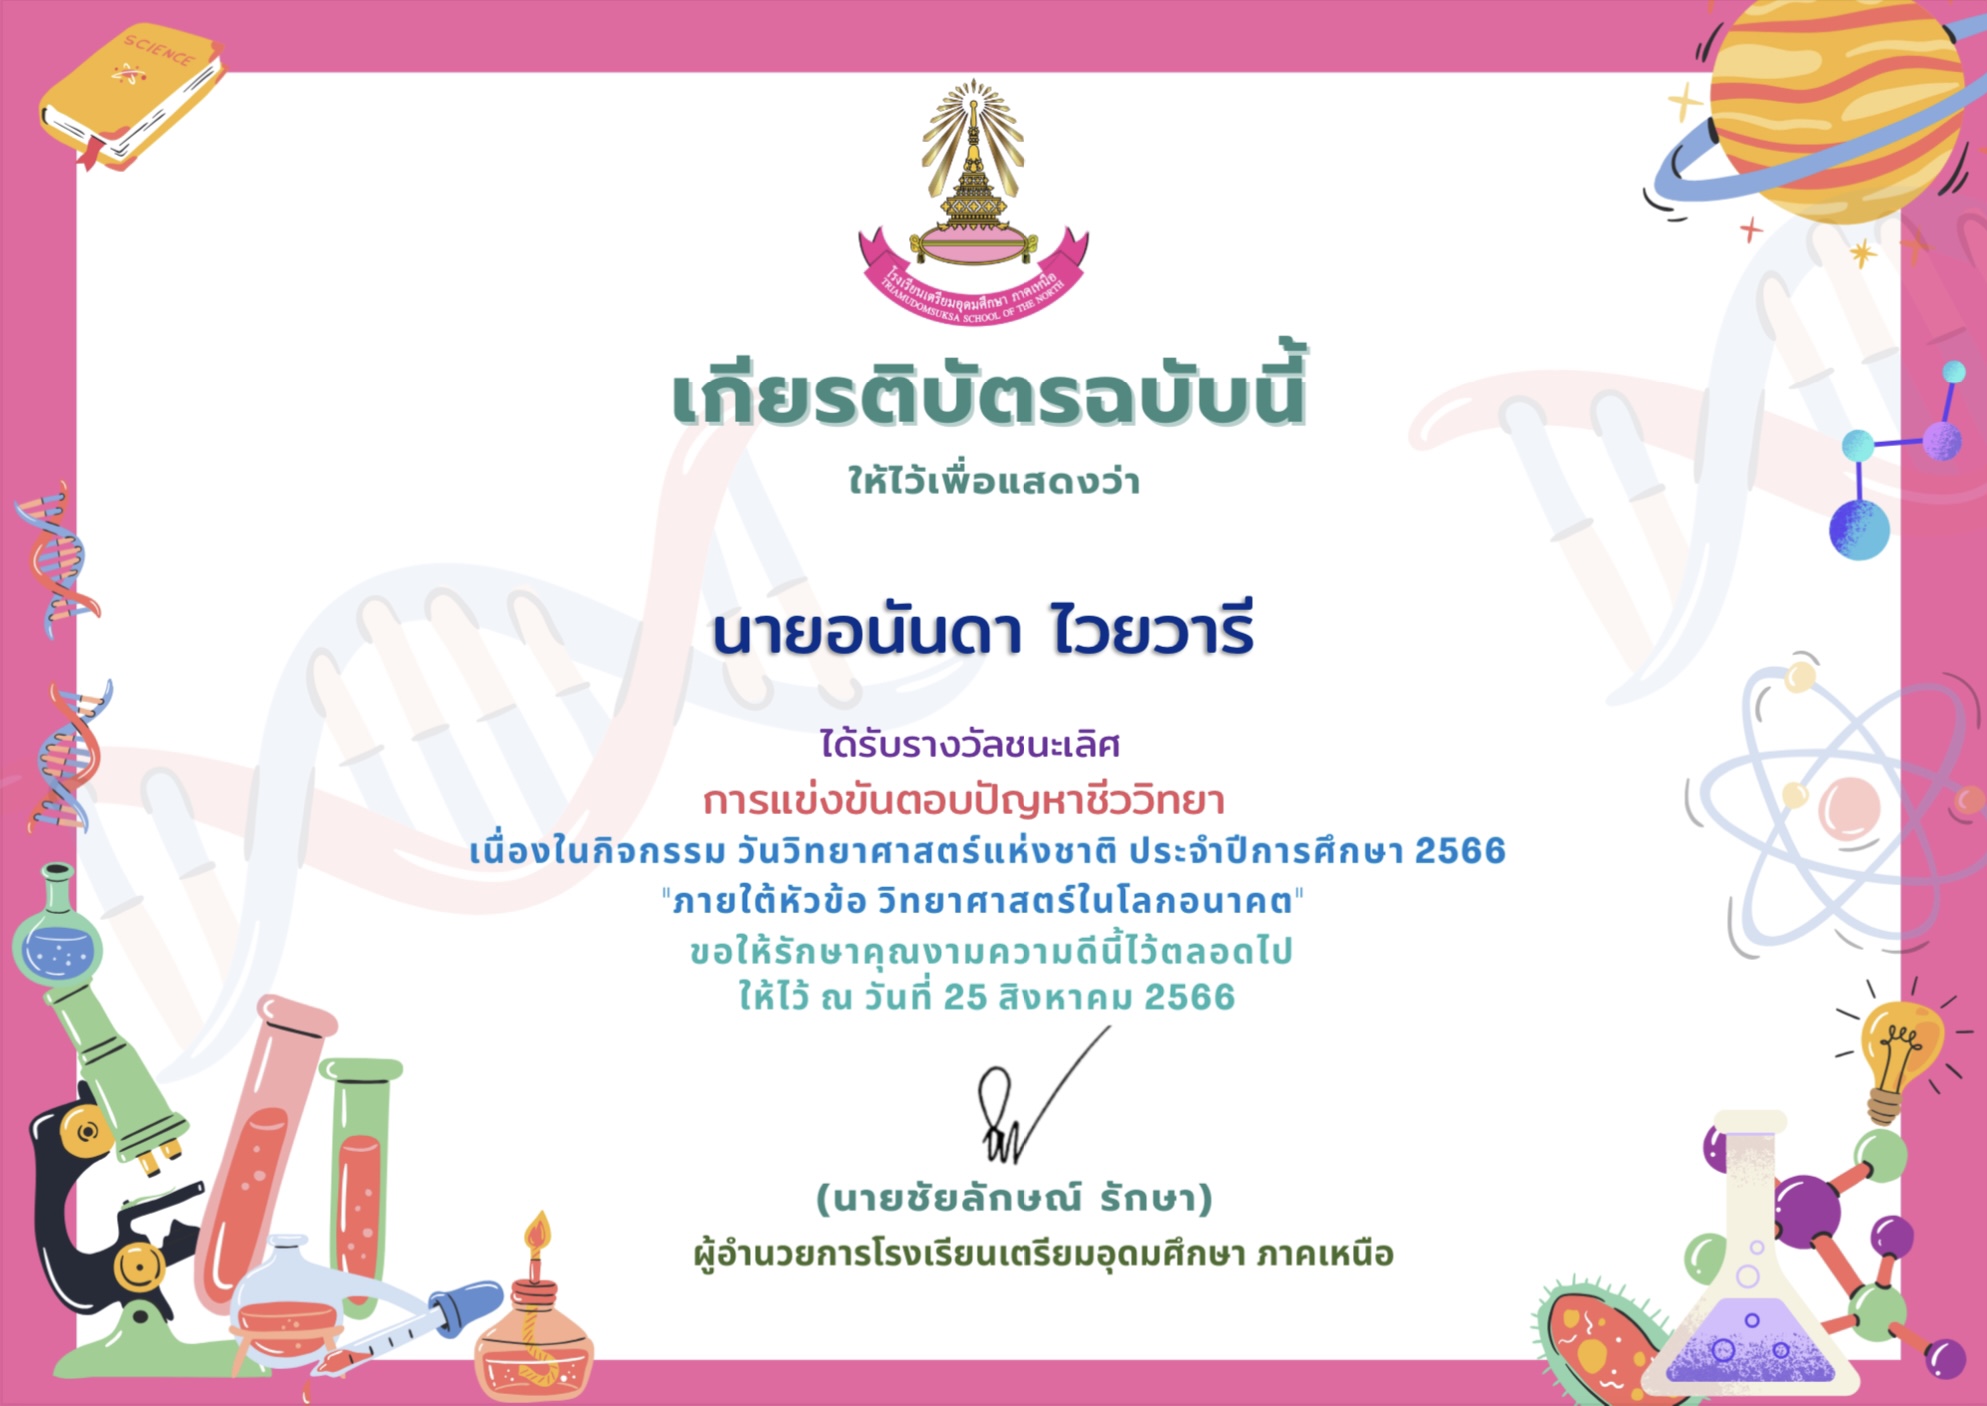 SCIENCE
โรงเรียนเตรียมอุดมศึกษา ภาคเหนือ
TRIAMUDOMSUKSA SCHOOL OF THE NORTH
เกียรติบัตรฉบับนี้
ให้ไว้เพื่อแสดงว่า
นายอนันดา ไวยวารี
ได้รับรางวัลชนะเลิศ
การแข่งขันตอบปัญหาชีววิทยา
เนื่องในกิจกรรม วันวิทยาศาสตร์แห่งชาติ ประจำปีการศึกษา 2566
"ภายใต้หัวข้อ วิทยาศาสตร์ในโลกอนาคต"
ขอให้รักษาคุณงามความดีนี้ไว้ตลอดไป
ให้ไว้ ณ วันที่ 25 สิงหาคม 2566
(นายชัยลักษณ์ รักษา)
ผู้อำนวยการโรงเรียนเตรียมอุดมศึกษา ภาคเหนือ